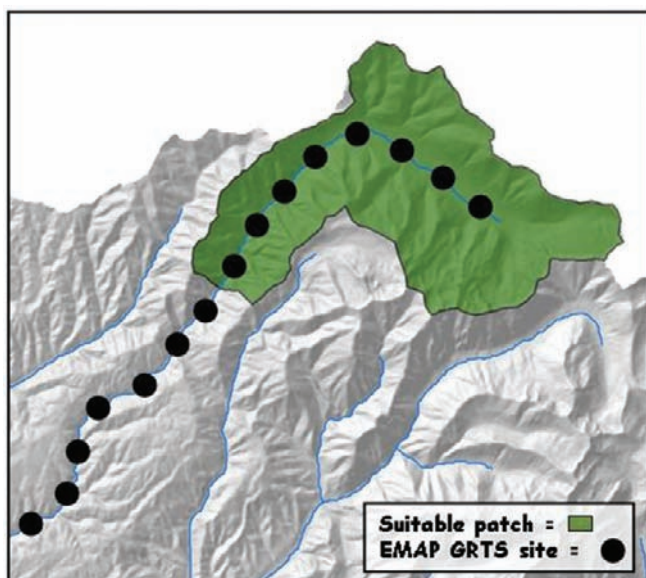 Suitable patch =
EMAP GRTS site =